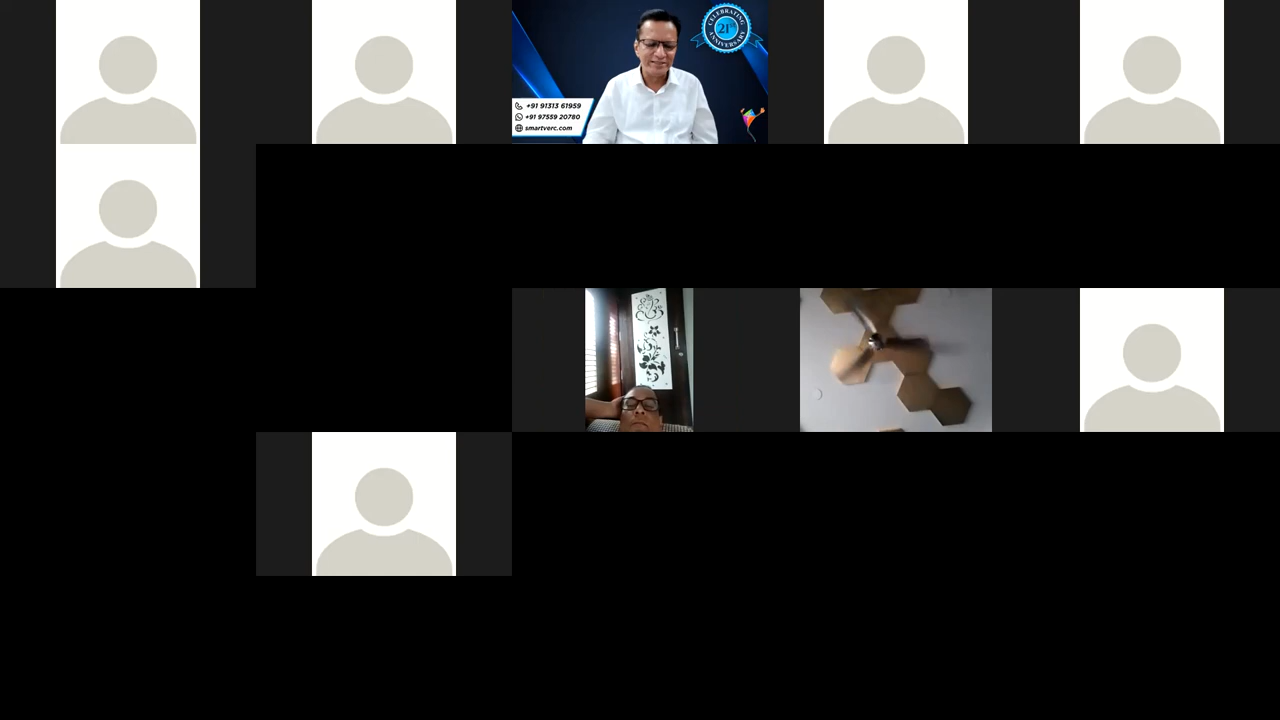 CELEBRATING
21st
ANNIVERSARY
+91 91313 61959
+91 97559 20780
smartverc.com